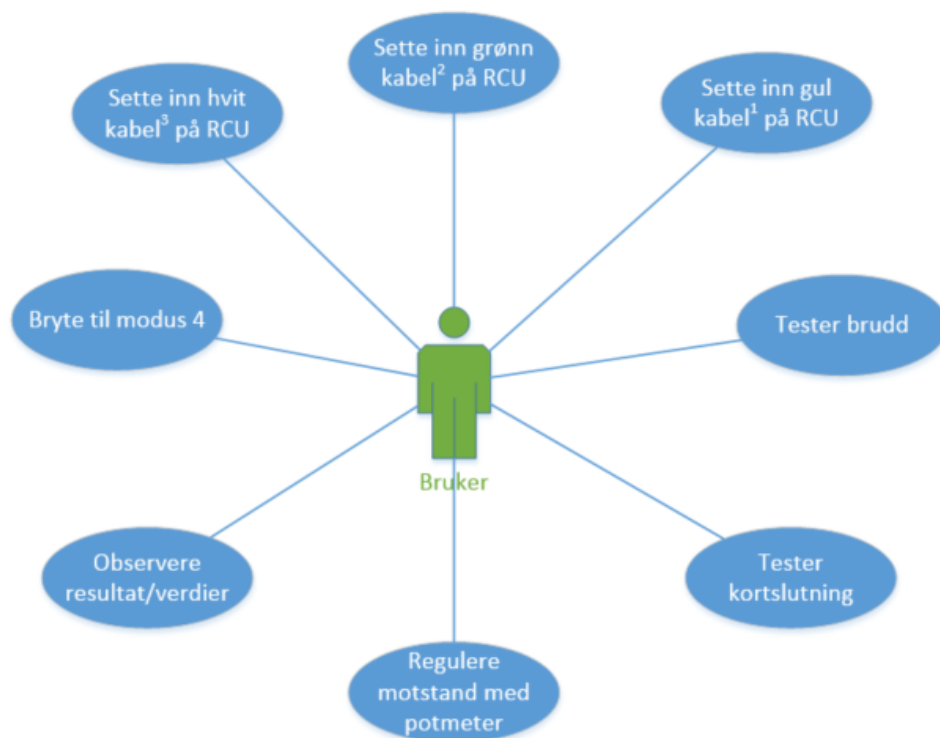 Sette inn grønn
kabel² på RCU
Sette inn hvit
kabel³ på RCU
Sette inn gul
kabel¹ på RCU
Bryte til modus 4
Tester brudd
Bruker
Observere
resultat/verdier
Tester
kortslutning
Regulere
motstand med
potmeter